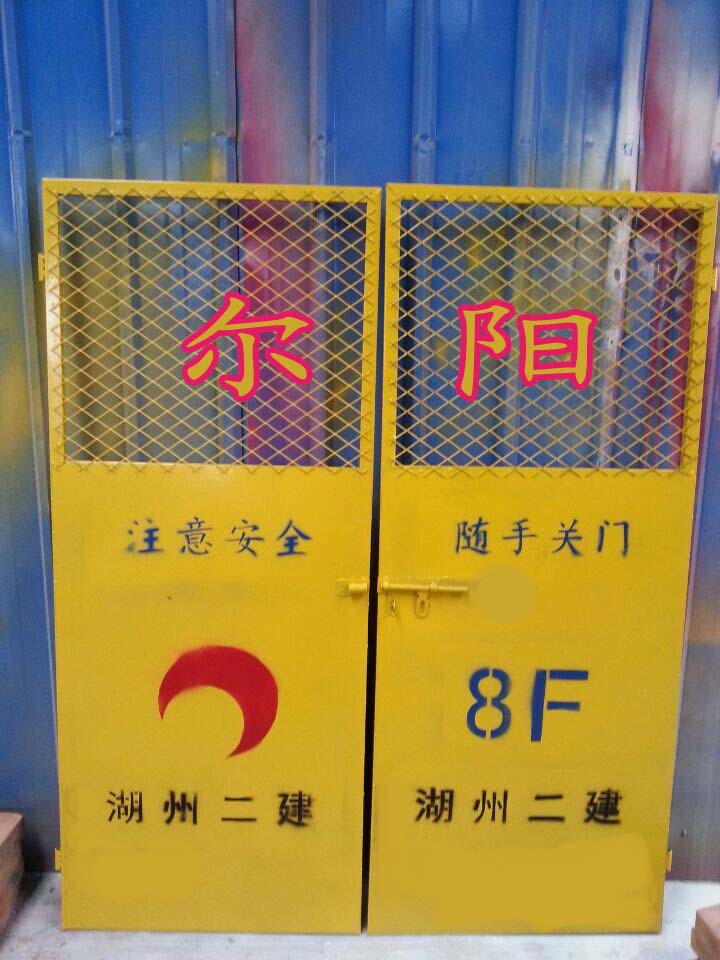 尔 阳
注意安全
随手关门
8F
湖州二建
湖州二建